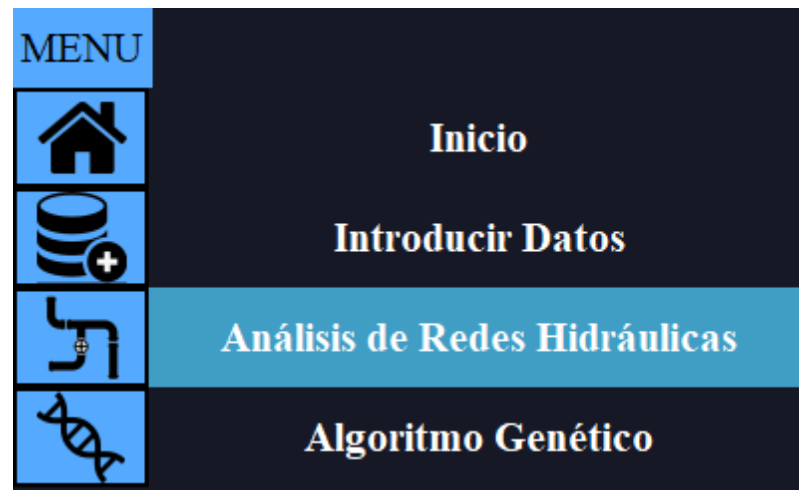 MENU
Inicio
Introducir Datos
Análisis de Redes Hidráulicas
Algoritmo Genético